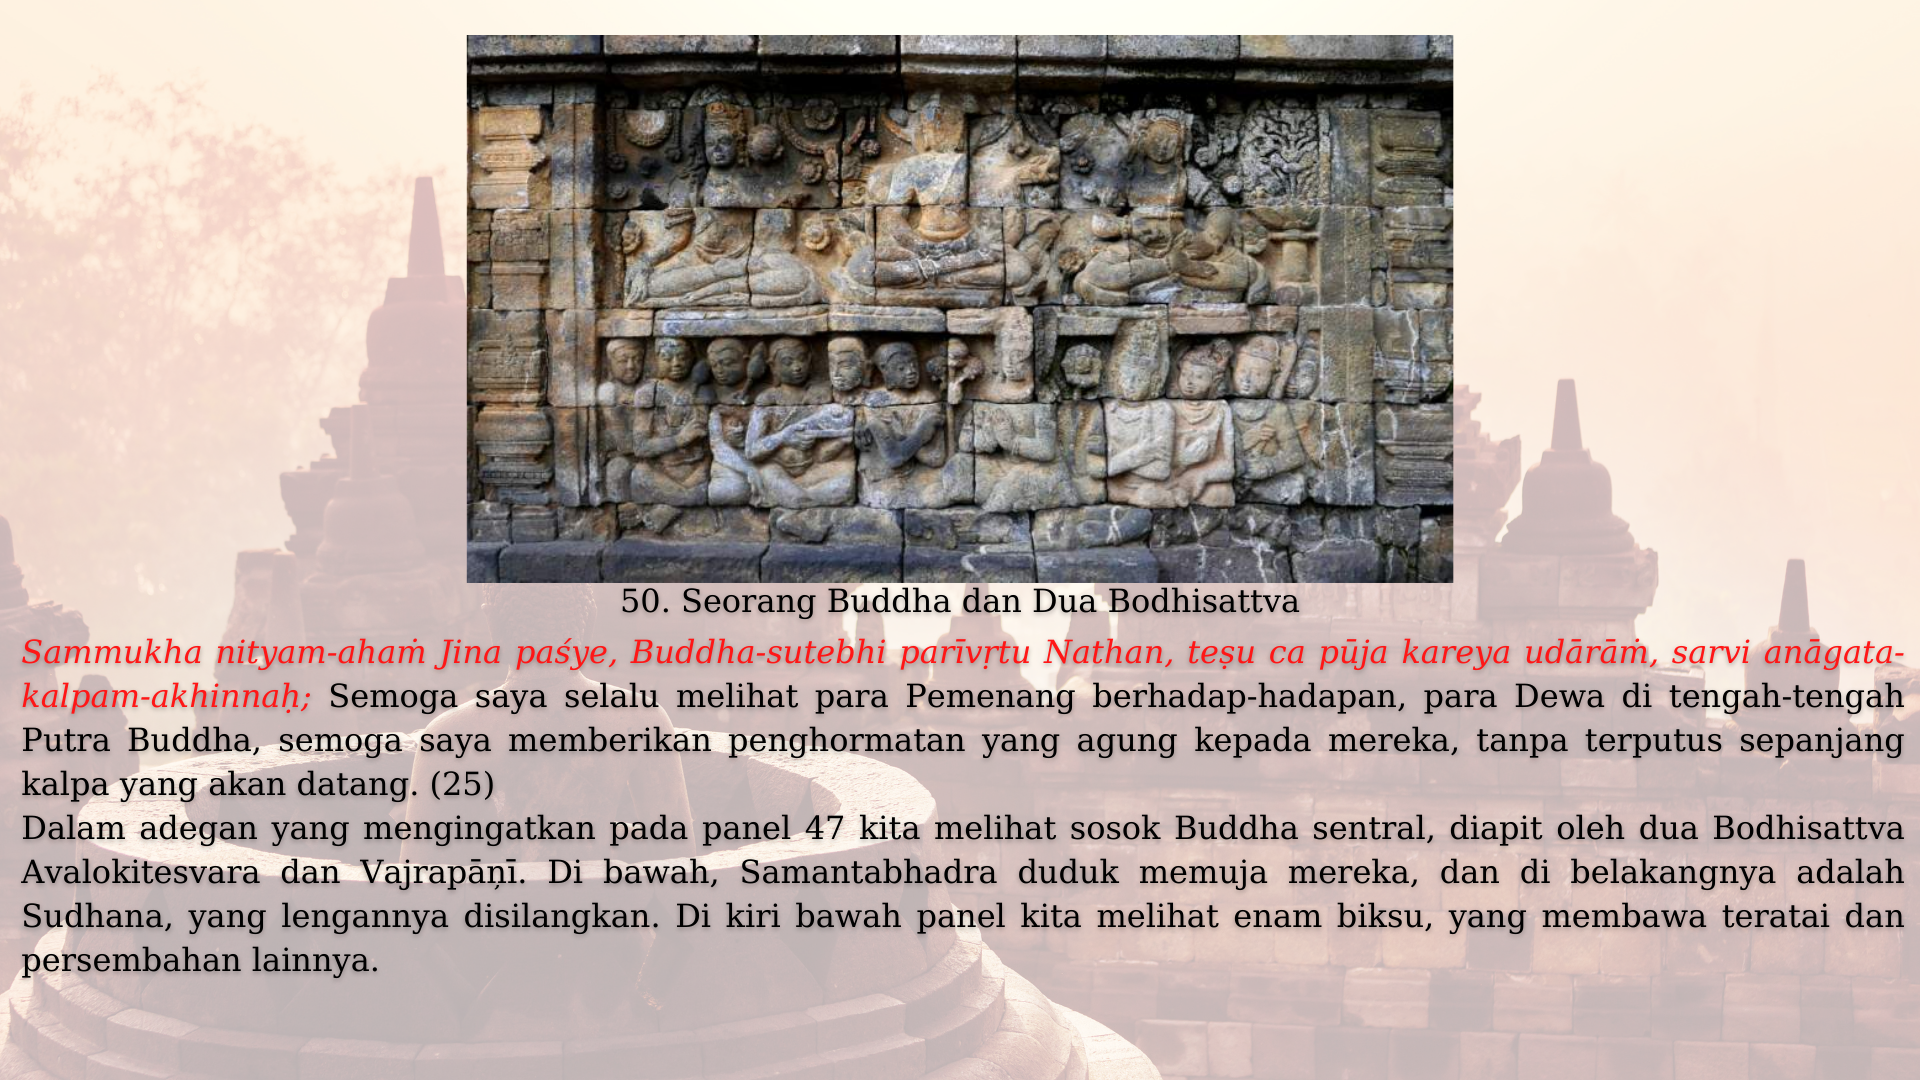 50. Seorang Buddha dan Dua Bodhisattva
Sammukha nityam-ahaṁ Jina paśye, Buddha-sutebhi parīvṛtu Nathan, teṣu ca pūja kareya udārāṁ, sarvi anāgata-
kalpam-akhinnaḥ; Semoga saya selalu melihat para Pemenang berhadap-hadapan, para Dewa di tengah-tengah
Putra Buddha, semoga saya memberikan penghormatan yang agung kepada mereka, tanpa terputus sepanjang
kalpa yang akan datang. (25)
Dalam adegan yang mengingatkan pada panel 47 kita melihat sosok Buddha sentral, diapit oleh dua Bodhisattva
Avalokitesvara dan Vajrapāṇī. Di bawah, Samantabhadra duduk memuja mereka, dan di belakangnya adalah
Sudhana, yang lengannya disilangkan. Di kiri bawah panel kita melihat enam biksu, yang membawa teratai dan
persembahan lainnya.